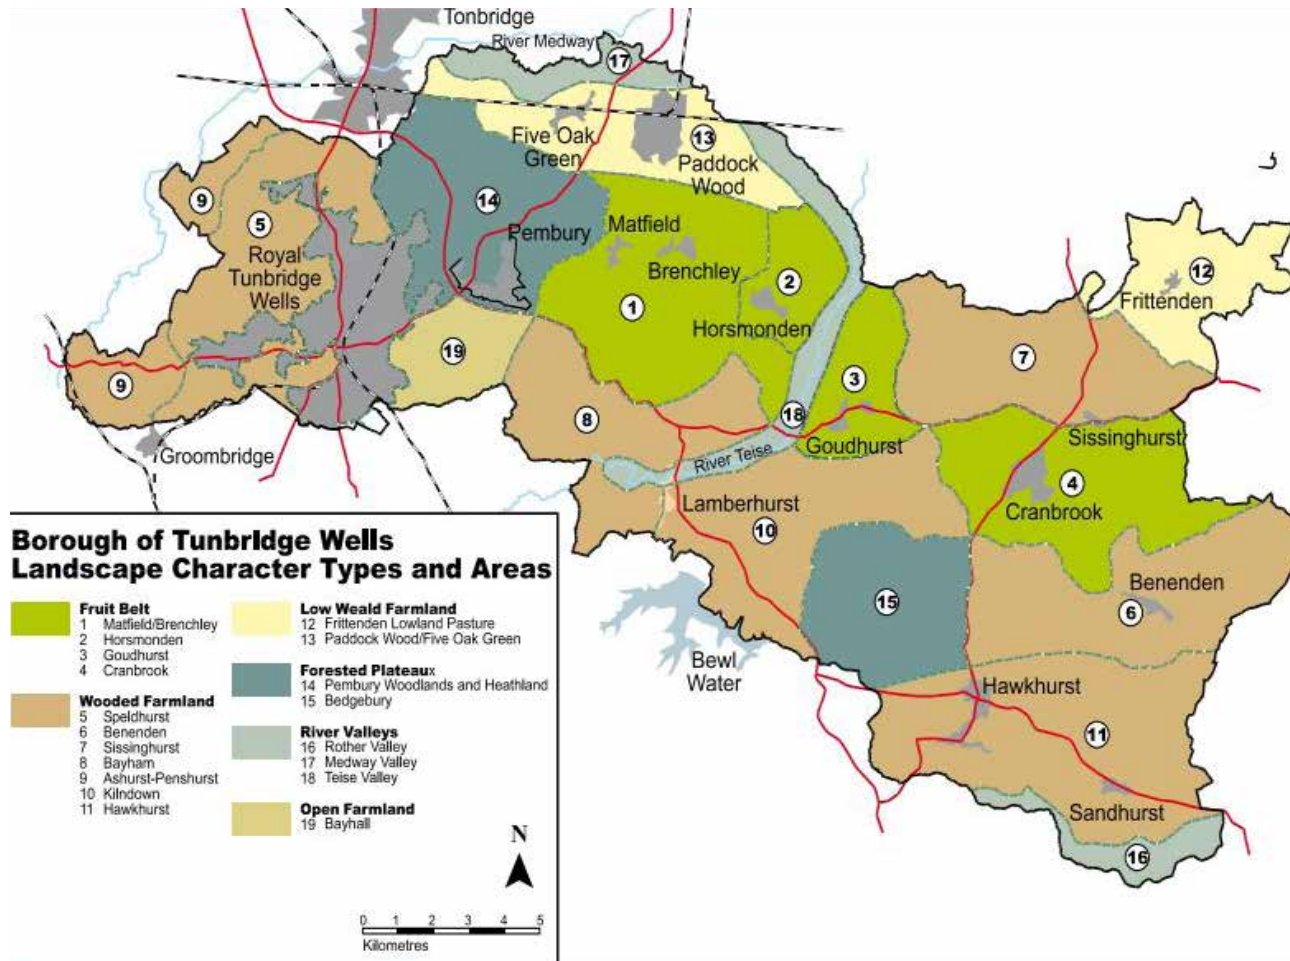 Tonbridge
River Medway
17
Five Oak
Green
13
Paddock
Wood
9
5
14
Royal
Tunbridge
Wells
Pembury
Matfield
Brenchley
2
12
Frittenden
1
Horsmonden
19
7
9
3
8
18
Goudhurst
Sissinghurst
Groombridge
River Teise
4
Lamberhurst
Cranbrook
10
Benenden
15
6
Bewl
Water
Hawkhurst
11
Sandhurst
16
Borough of Tunbridge Wells
Landscape Character Types and Areas
Fruit Belt
1 Matfield/Brenchley
2 Horsmonden
3 Goudhurst
4 Cranbrook
Wooded Farmland
5 Speldhurst
6 Benenden
7 Sissinghurst
8 Bayham
9 Ashurst-Penshurst
10 Kilndown
11 Hawkhurst
Low Weald Farmland
12 Frittenden Lowland Pasture
13 Paddock Wood/Five Oak Green
Forested Plateaux
14 Pembury Woodlands and Heathland
15 Bedgebury
River Valleys
16 Rother Valley
17 Medway Valley
18 Teise Valley
Open Farmland
19 Bayhall
N
0 1 2 3 4 5
Kilometres